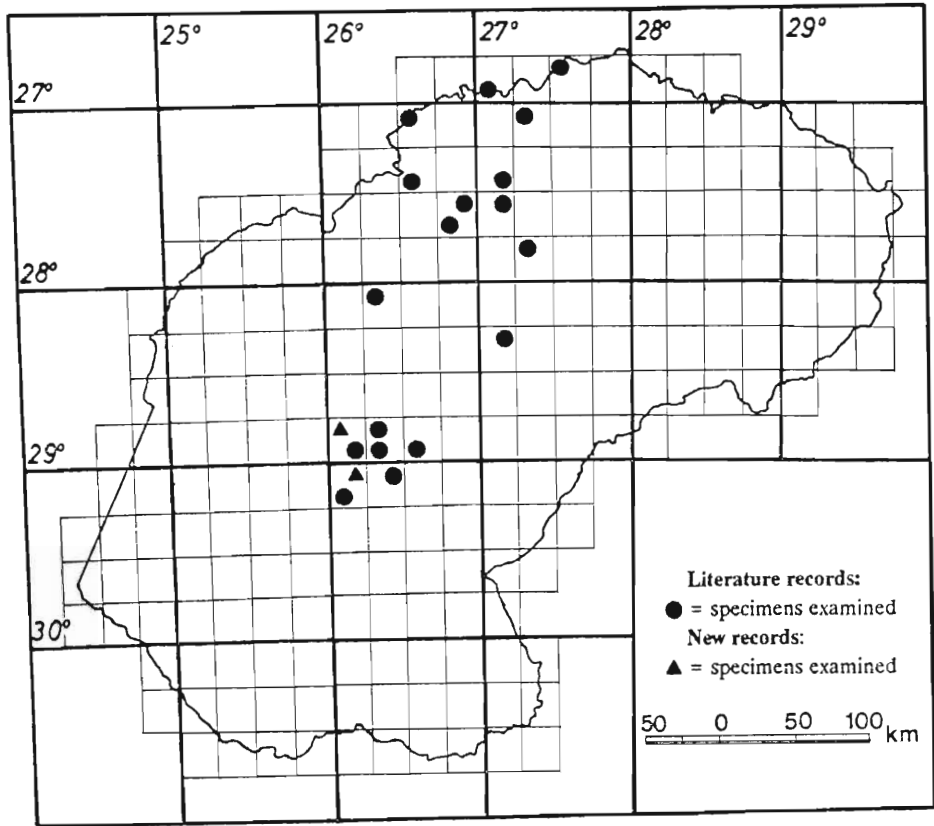 25° 26° 27° 28° 29°
27°
28°
29°
30°
Literature records:
● = specimens examined
New records:
▲ = specimens examined
50 0 50 100 km